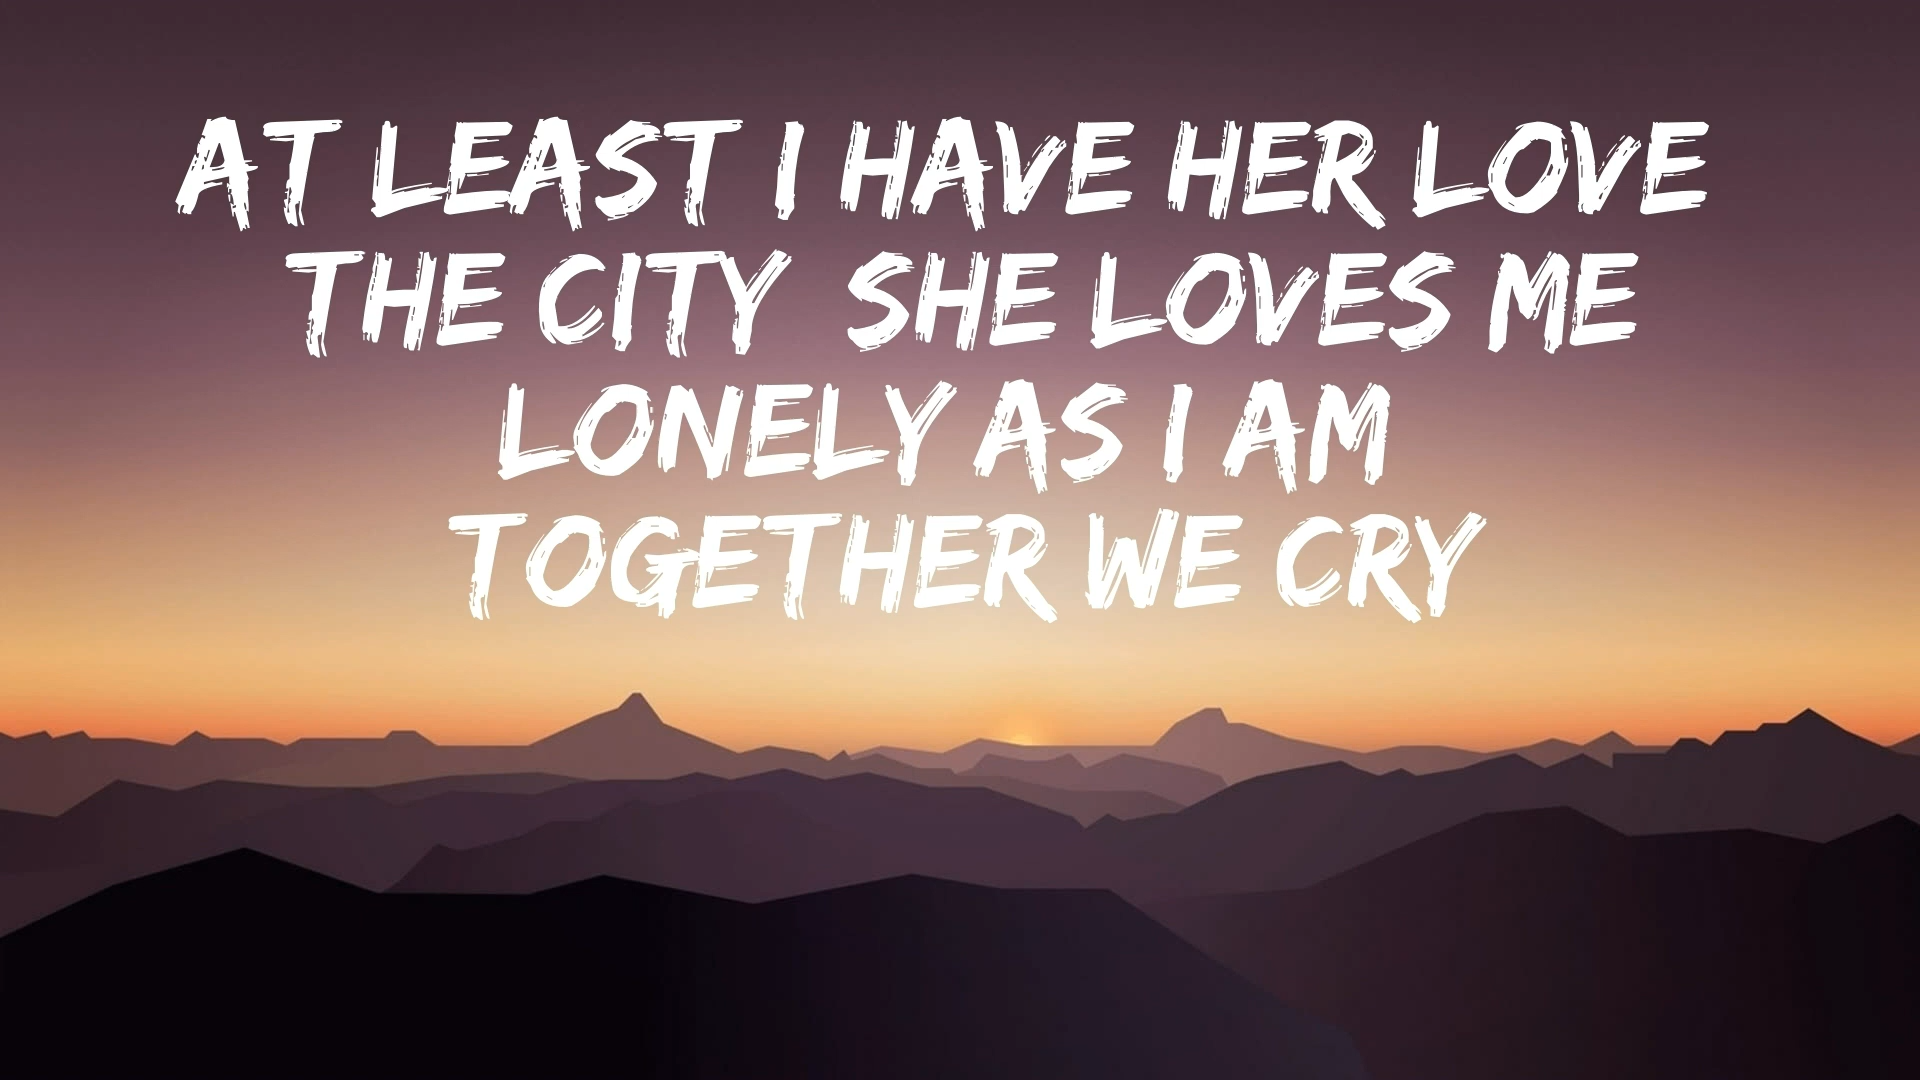 AT LEAST I HAVE HER LOVE
THE CITY SHE LOVES ME
LONELY AS I AM
TOGETHER WE CRY